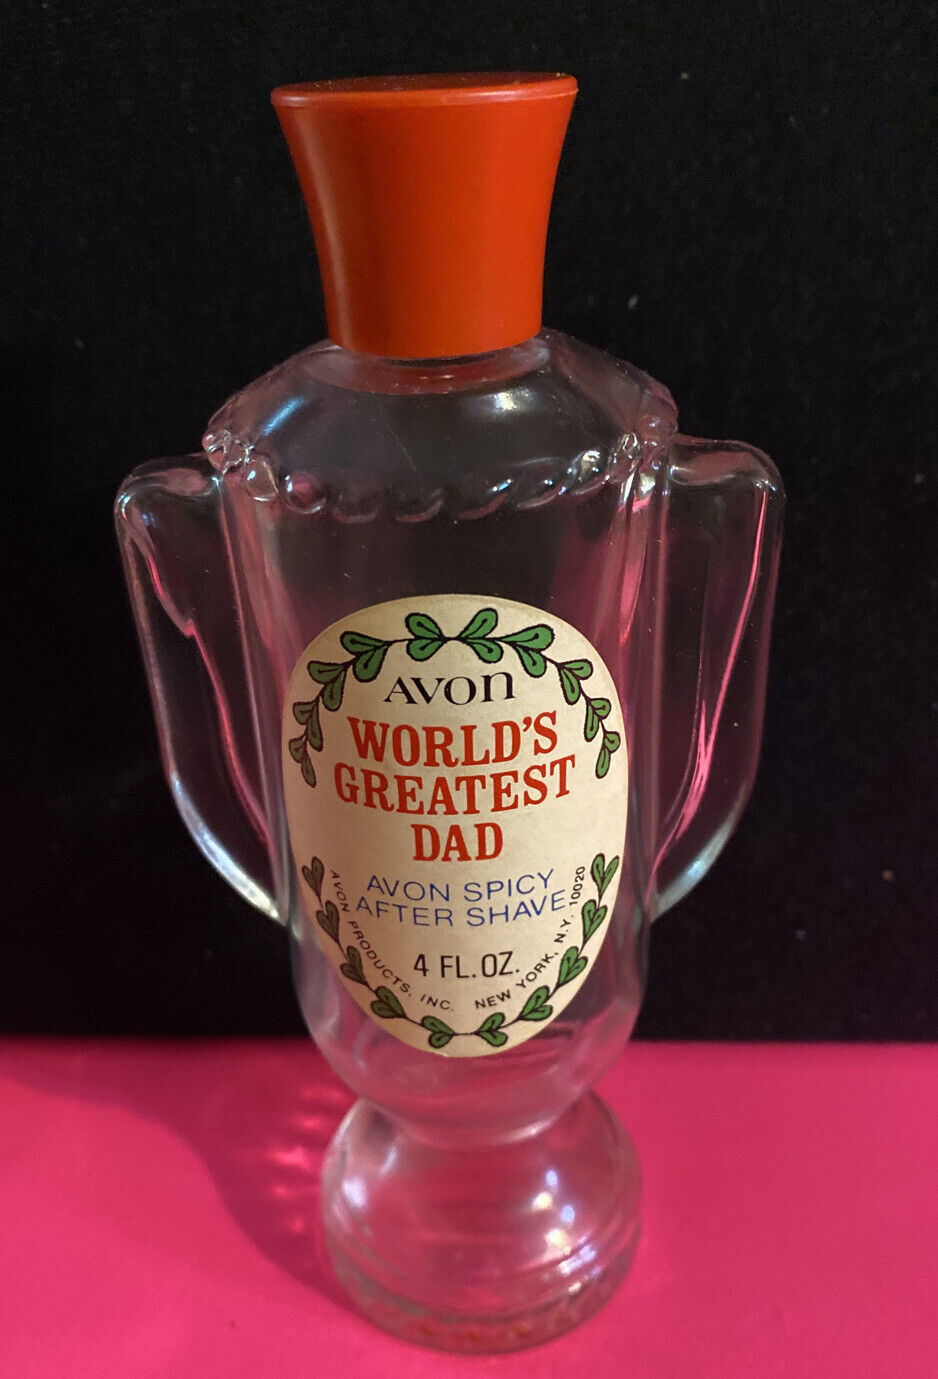 AVON
WORLD'S
GREATEST
DAD
AVON SPICY
AFTER SHAVE
4 FL. OZ.
AVON PRODUCTS, INC. NEW YORK, N.Y. 10020